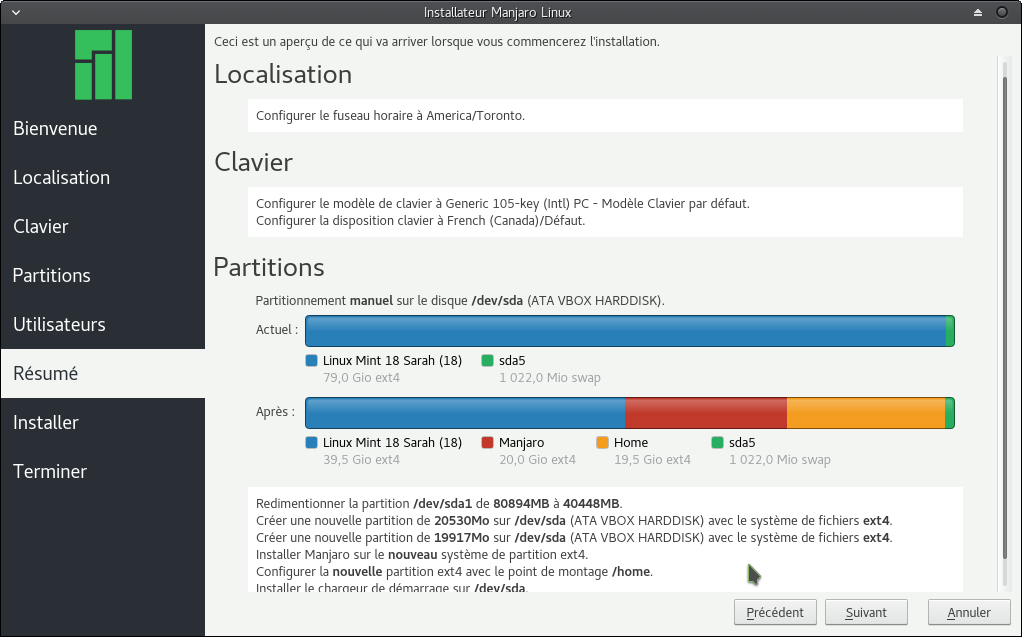 Installateur Manjaro Linux
Ceci est un aperçu de ce qui va arriver lorsque vous commencerez l'installation.
Bienvenue
Localisation
Clavier
Partitions
Utilisateurs
Résumé
Installer
Terminer
Localisation
Configurer le fuseau horaire à America/Toronto.
Clavier
Configurer le modèle de clavier à Generic 105-key (Intl) PC - Modèle Clavier par défaut.
Configurer la disposition clavier à French (Canada)/Défaut.
Partitions
Partitionnement manuel sur le disque /dev/sda (ATA VBOX HARDDISK).
Actuel :
Linux Mint 18 Sarah (18) sda5
79,0 Gio ext4 1 022,0 Mio swap
Après :
Linux Mint 18 Sarah (18) Manjaro Home sda5
39,5 Gio ext4 20,0 Gio ext4 19,5 Gio ext4 1 022,0 Mio swap
Redimentionner la partition /dev/sda1 de 80894MB à 40448MB.
Créer une nouvelle partition de 20530Mo sur /dev/sda (ATA VBOX HARDDISK) avec le système de fichiers ext4.
Créer une nouvelle partition de 19917Mo sur /dev/sda (ATA VBOX HARDDISK) avec le système de fichiers ext4.
Installer Manjaro sur le nouveau système de partition ext4.
Configurer la nouvelle partition ext4 avec le point de montage /home.
Installer le chargeur de démarrage sur /dev/sda.
Précédent Suivant Annuler